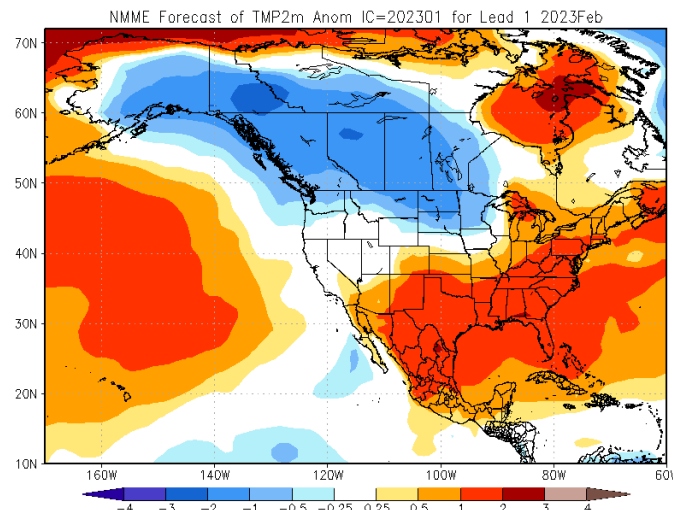 NMME Forecast of TMP2m Anom IC=202301 for Lead 1 2023Feb
70N
60N
50N
40N
30N
20N
10N
160W 140W 120W 100W 80W 60W
-4 -3 -2 -1 -0.5 -0.25 0.25 0.5 1 2 3 4